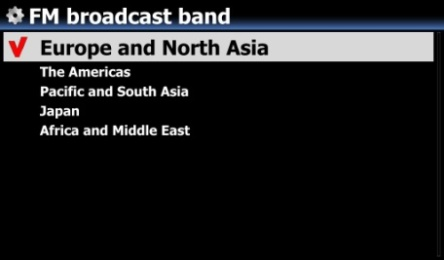 FM broadcast band
Europe and North Asia
The Americas
Pacific and South Asia
Japan
Africa and Middle East